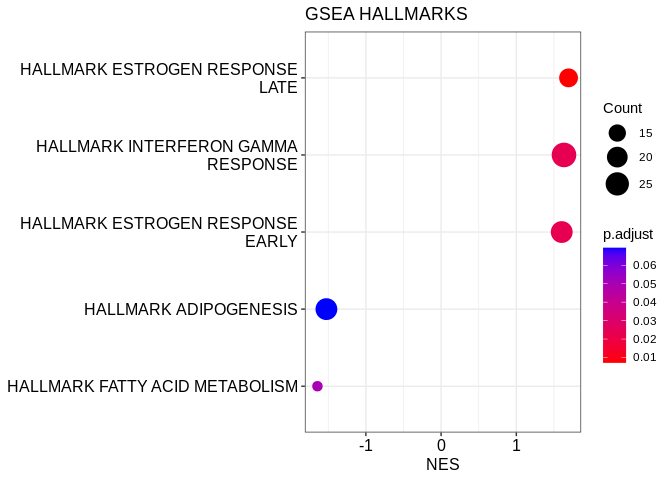 GSEA HALLMARKS
HALLMARK ESTROGEN RESPONSE
LATE
HALLMARK INTERFERON GAMMA
RESPONSE
HALLMARK ESTROGEN RESPONSE
EARLY
HALLMARK ADIPOGENESIS
HALLMARK FATTY ACID METABOLISM
-1 0 1
NES
Count
15
20
25
p.adjust
0.06
0.05
0.04
0.03
0.02
0.01